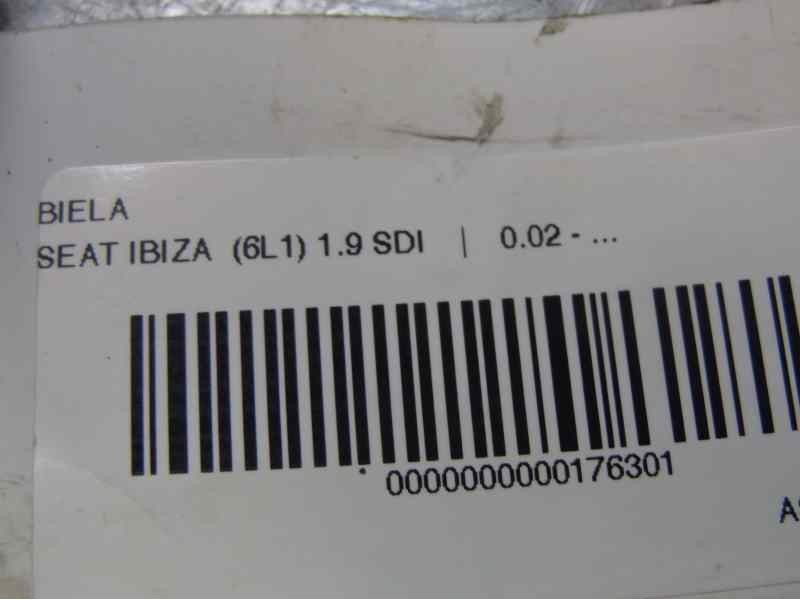 BIELA
SEAT IBIZA (6L1) 1.9 SDI | 0.02 - ...
0000000000176301